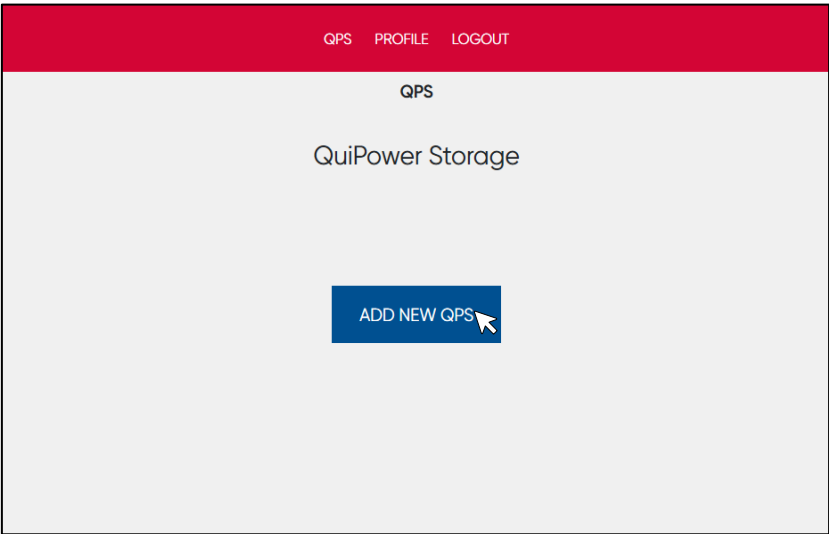 QPS PROFILE LOGOUT
QPS
QuiPower Storage
ADD NEW QPS